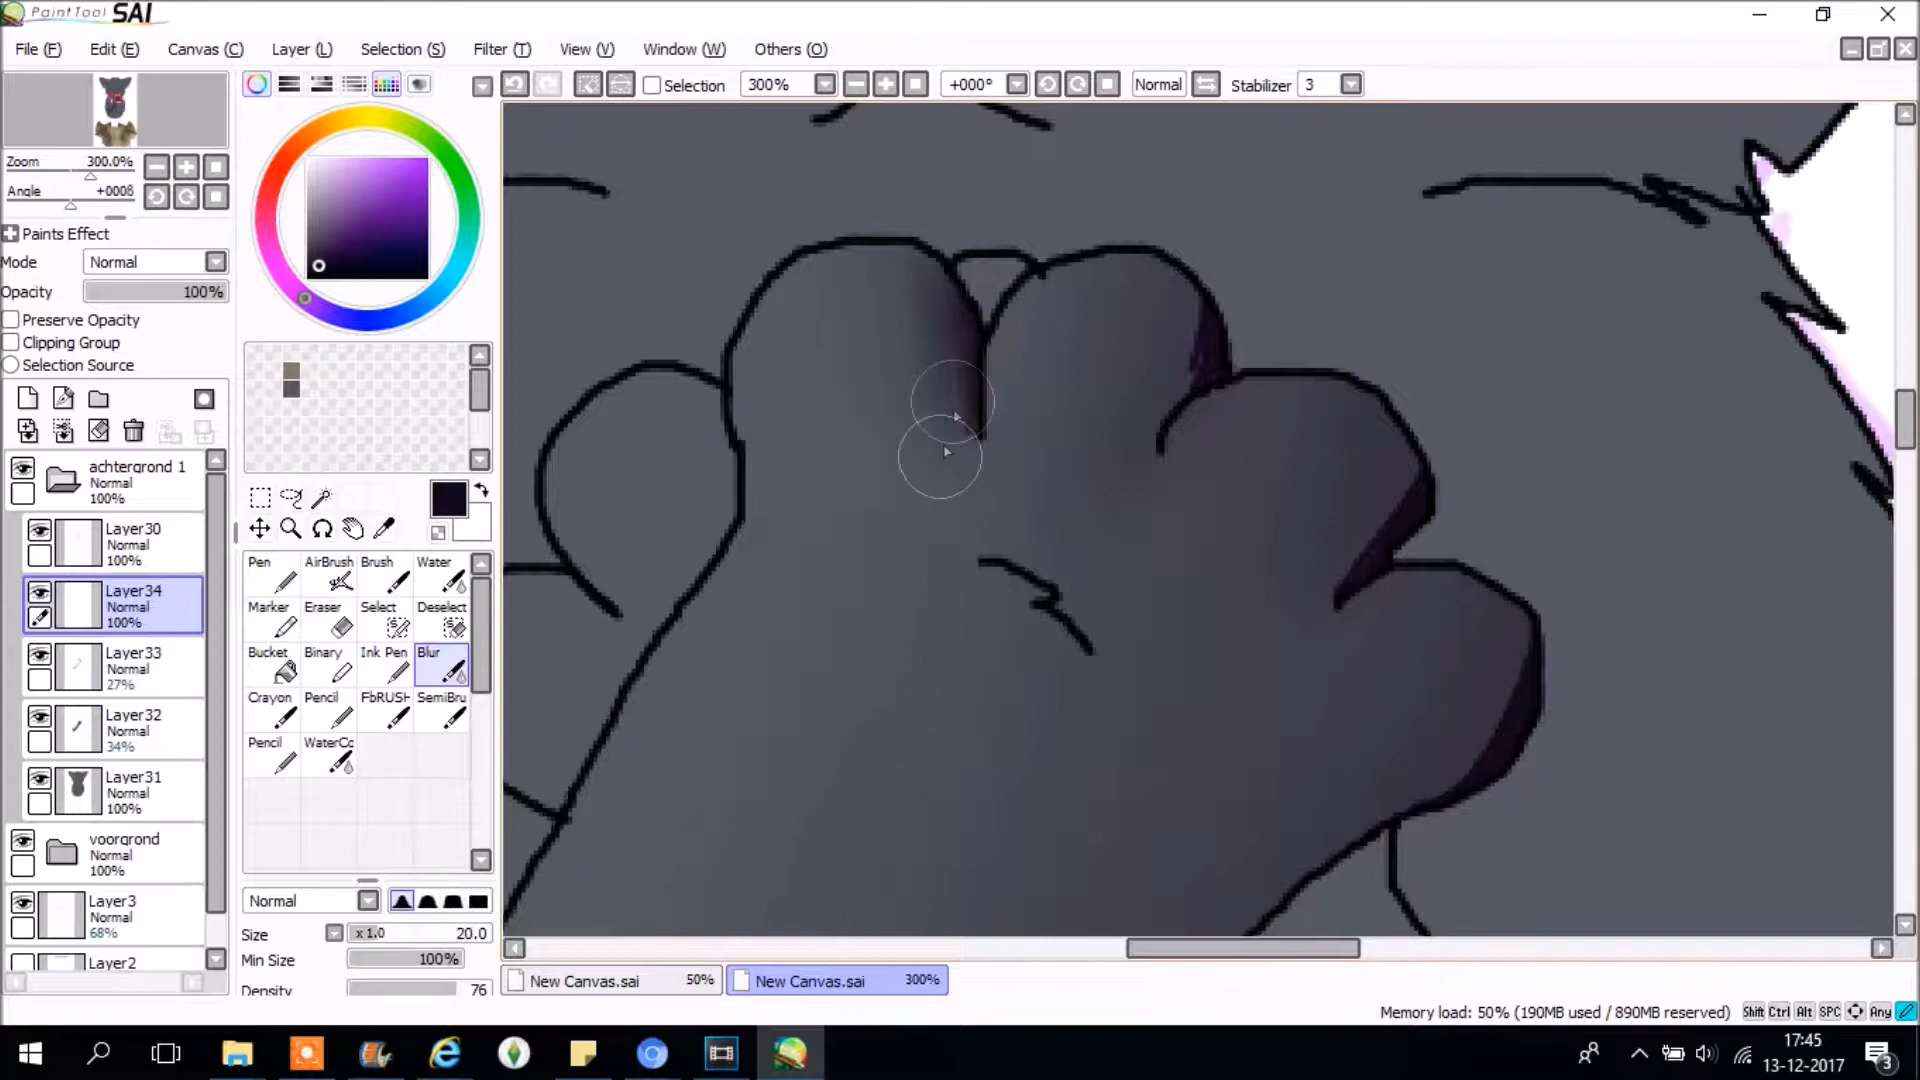 PaintTool SAI
File (F) Edit (E) Canvas (C) Layer (L) Selection (S) Filter (T) View (V) Window (W) Others (O)
Selection 300% +000° Normal Stabilizer 3
Zoom 300.0%
Angle +000ß
Paints Effect
Mode Normal
Opacity 100%
Preserve Opacity
Clipping Group
Selection Source
achtergrond 1
Normal
100%
Layer30
Normal
100%
Layer34
Normal
100%
Layer33
Normal
27%
Layer32
Normal
34%
Layer31
Normal
100%
voorgrond
Normal
100%
Layer3
Normal
68%
Layer2
Pen AirBrush Brush Water
Marker Eraser Select Deselect
Bucket Binary Ink Pen Blur
Crayon Pencil FbRUSH SemiBru
Pencil WaterCo
Normal
Size x 1.0 20.0
Min Size 100%
Density 76
New Canvas.sai 50% New Canvas.sai 300%
Memory load: 50% (190MB used / 890MB reserved) Shift Ctrl Alt SPC Any
17:45
13-12-2017
3